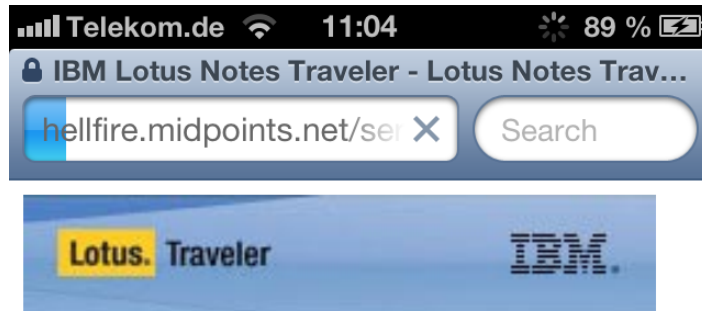 Telekom.de 11:04 89 %
IBM Lotus Notes Traveler - Lotus Notes Trav...
hellfire.midpoints.net/ser Search
Lotus. Traveler IBM.